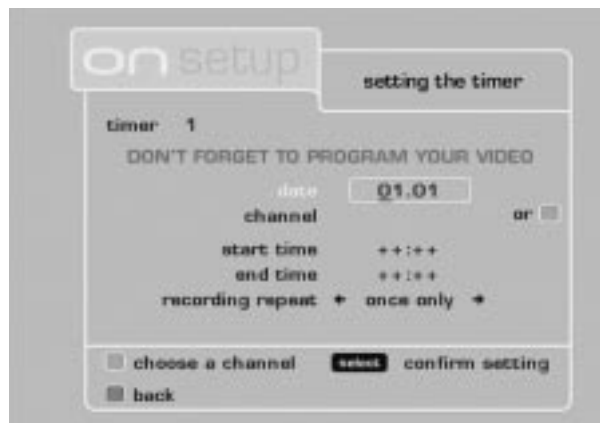 on setup
setting the timer
timer 1
DON'T FORGET TO PROGRAM YOUR VIDEO
date 01.01
channel or
start time ++:++
end time ++:++
recording repeat ← once only →
choose a channel select confirm setting
back